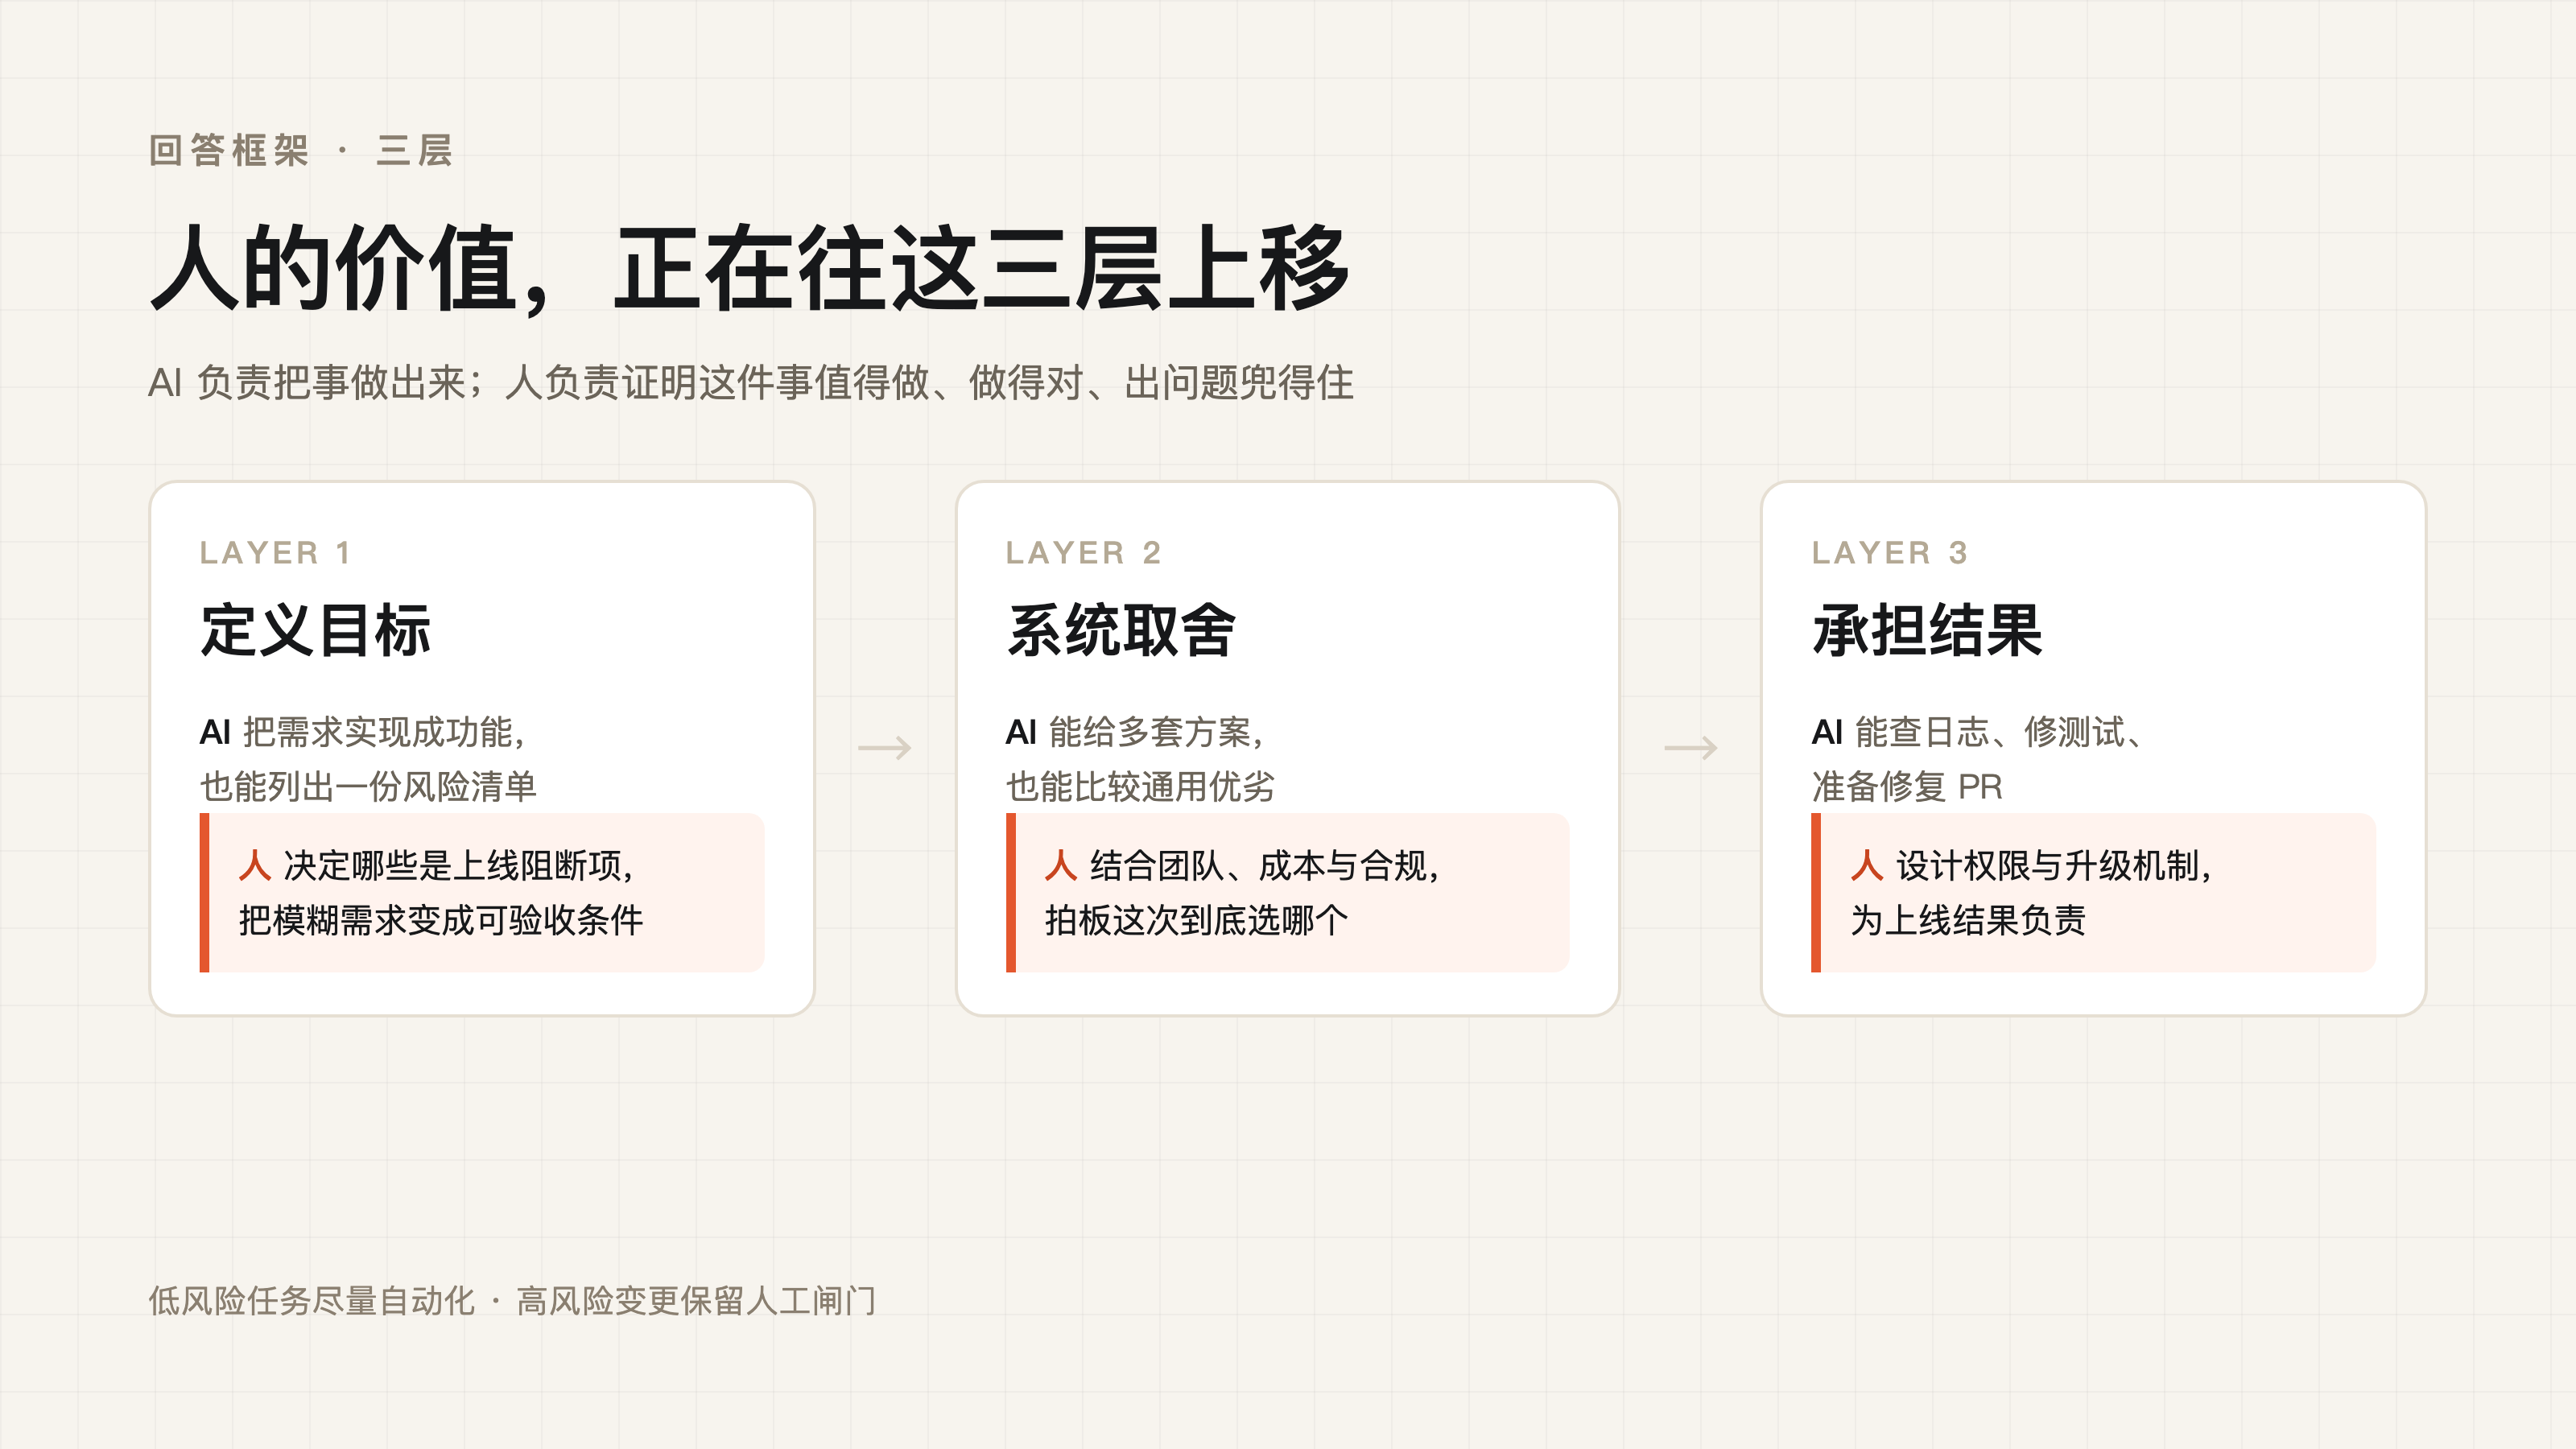 回答框架 · 三层
人的价值，正在往这三层上移
AI 负责把事做出来；人负责证明这件事值得做、做得对、出问题兜得住
LAYER 1
定义目标
AI 把需求实现成功能，
也能列出一份风险清单
人 决定哪些是上线阻断项，
把模糊需求变成可验收条件
→
LAYER 2
系统取舍
AI 能给多套方案，
也能比较通用优劣
人 结合团队、成本与合规，
拍板这次到底选哪个
→
LAYER 3
承担结果
AI 能查日志、修测试、
准备修复 PR
人 设计权限与升级机制，
为上线结果负责
低风险任务尽量自动化 · 高风险变更保留人工闸门